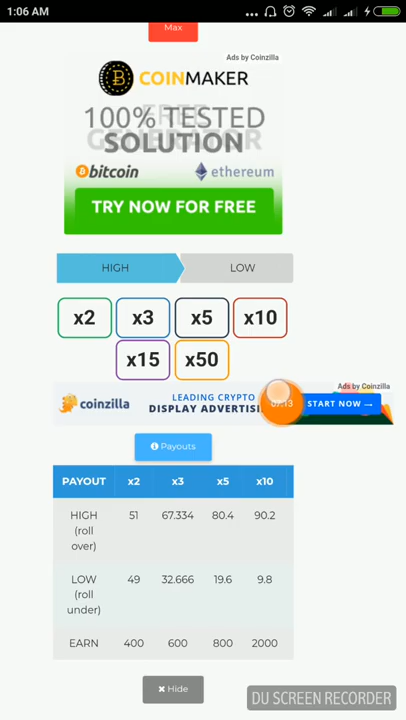 1:06 AM
Max
Ads by Coinzilla
COINMAKER
FREE
100% TESTED
GENERATOR
SOLUTION
bitcoin ethereum
TRY NOW FOR FREE
HIGH LOW
x2 x3 x5 x10
x15 x50
Ads by Coinzilla
coinzilla
LEADING CRYPTO
DISPLAY
START NOW →
Payouts
PAYOUT x2 x3 x5 x10
HIGH (roll over) 51 67.334 80.4 90.2
LOW (roll under) 49 32.666 19.6 9.8
EARN 400 600 800 2000
× Hide
DU SCREEN RECORDER